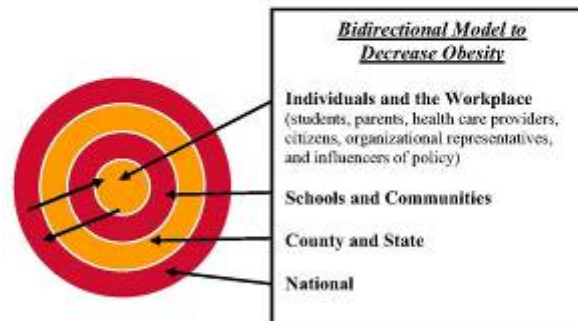 Bidirectional Model to
Decrease Obesity
Individuals and the Workplace
(students, parents, health care providers,
citizens, organizational representatives,
and influencers of policy)
Schools and Communities
County and State
National